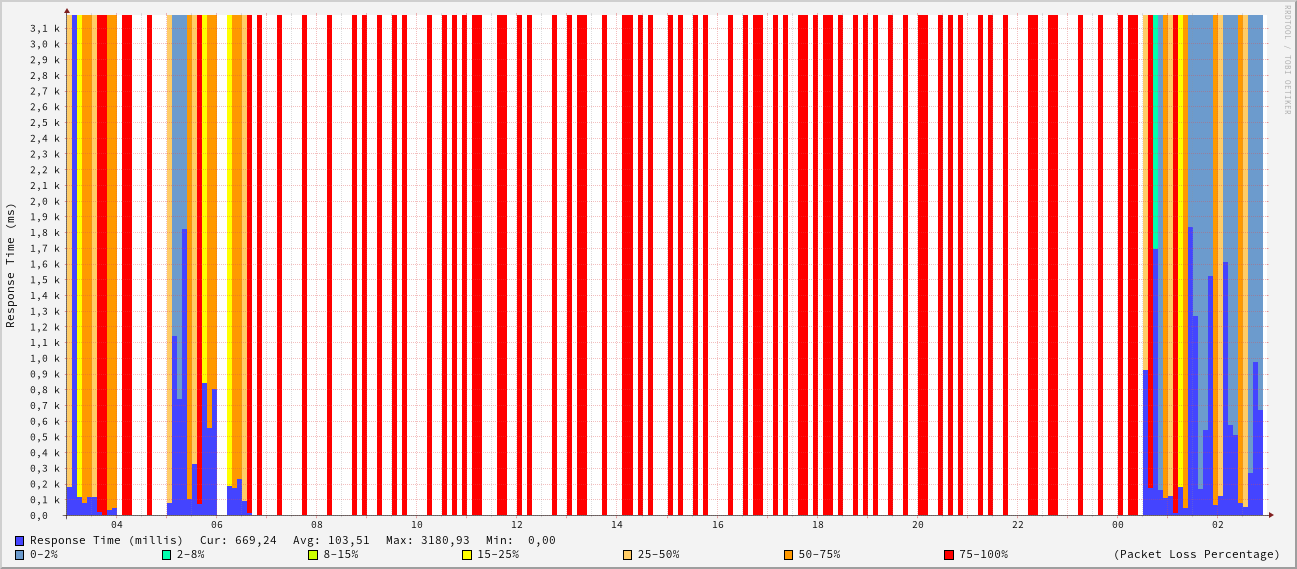 RRDTOOL / TOBI OETIKER
Response Time (ms)
3,1 k
3,0 k
2,9 k
2,8 k
2,7 k
2,6 k
2,5 k
2,4 k
2,3 k
2,2 k
2,1 k
2,0 k
1,9 k
1,8 k
1,7 k
1,6 k
1,5 k
1,4 k
1,3 k
1,2 k
1,1 k
1,0 k
0,9 k
0,8 k
0,7 k
0,6 k
0,5 k
0,4 k
0,3 k
0,2 k
0,1 k
0,0
04 06 08 10 12 14 16 18 20 22 00 02
Response Time (millis) Cur: 669,24 Avg: 103,51 Max: 3180,93 Min: 0,00
0-2% 2-8% 8-15% 15-25% 25-50% 50-75% 75-100% (Packet Loss Percentage)